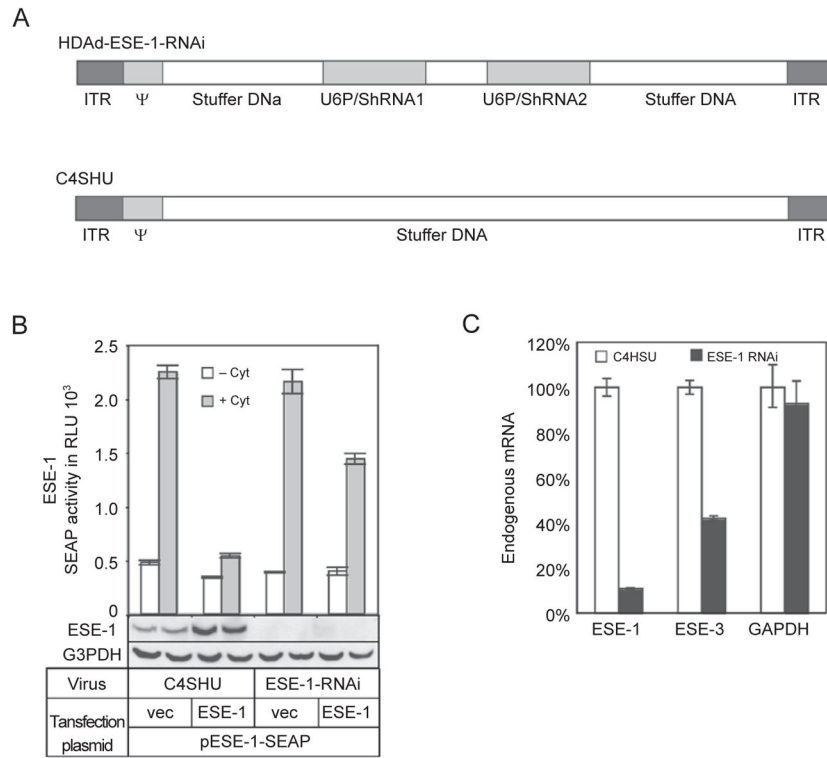 A
HDAd-ESE-1-RNAi
ITR Ψ Stuffer DNa U6P/ShRNA1 U6P/ShRNA2 Stuffer DNA ITR
C4SHU
ITR Ψ Stuffer DNA ITR
B
ESE-1
SEAP activity in RLU 10³
2.5
2.0
1.5
1.0
0.5
0
– Cyt
+ Cyt
ESE-1
G3PDH
Virus C4SHU ESE-1-RNAi
Tansfection plasmid vec ESE-1 vec ESE-1
pESE-1-SEAP
C
Endogenous mRNA
120%
100%
80%
60%
40%
20%
0%
C4HSU ESE-1 RNAi
ESE-1 ESE-3 GAPDH